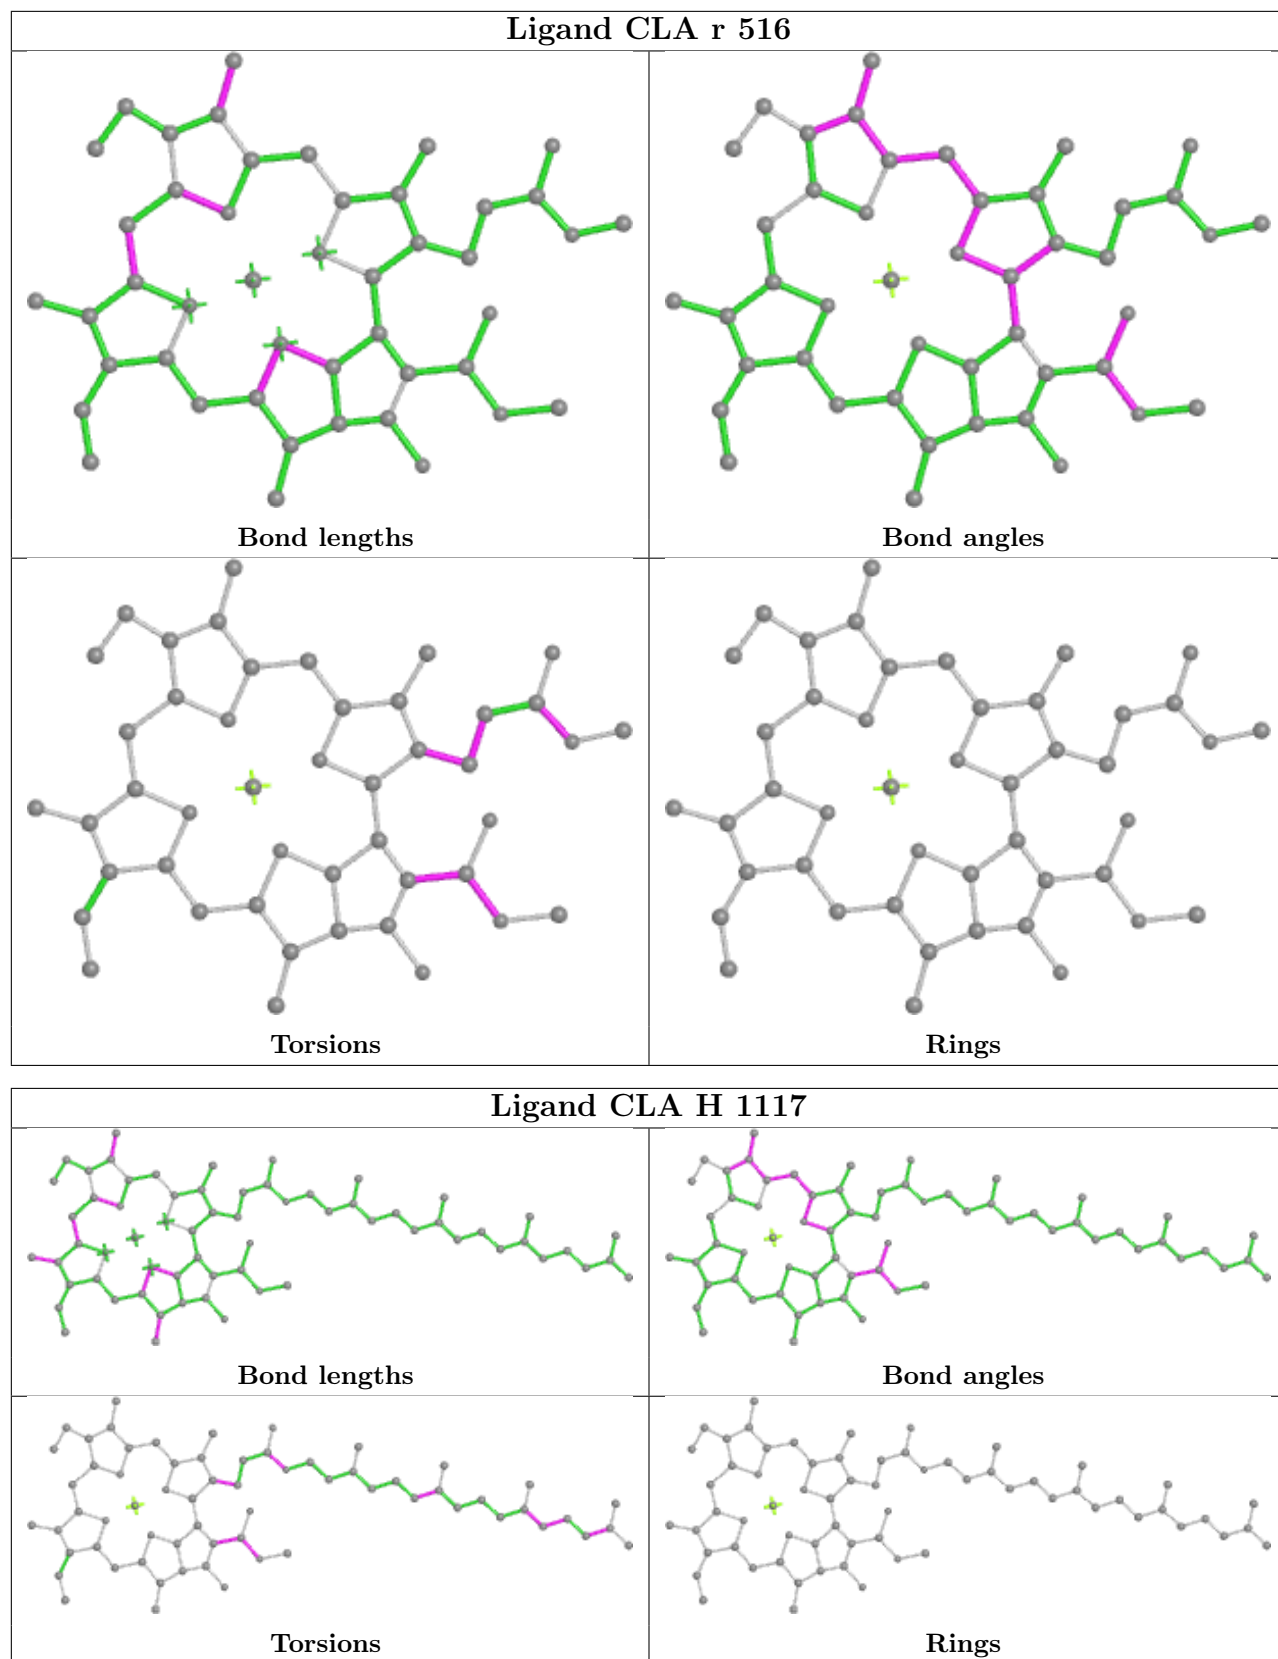 Ligand CLA r 516
Bond lengths
Bond angles
Torsions
Rings
Ligand CLA H 1117
Bond lengths
Bond angles
Torsions
Rings